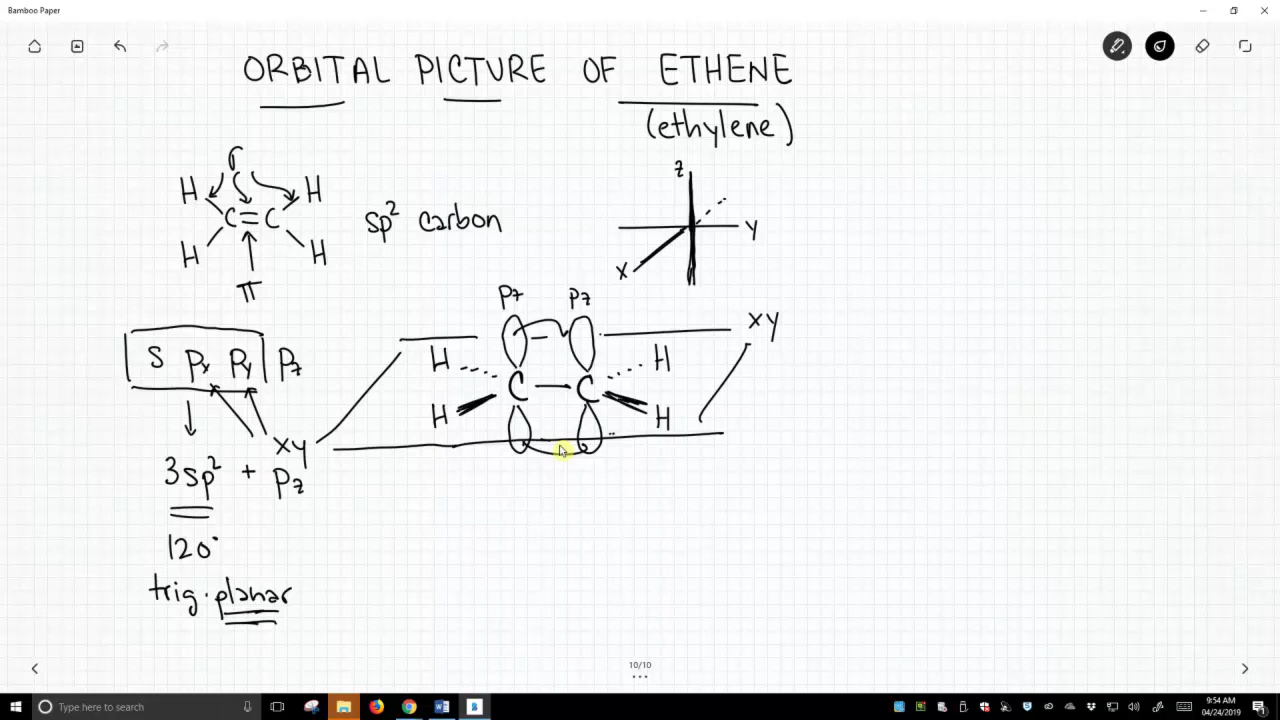 Bamboo Paper
ORBITAL PICTURE OF ETHENE
(ethylene)
σ
H H
C=C
H H
π
sp² carbon
z
y
x
Pz Pz
xy
H H
C C
H H
S Px Py Pz
xy
3sp² + Pz
120°
trig. planar
10/10
Type here to search
9:54 AM
04/24/2019